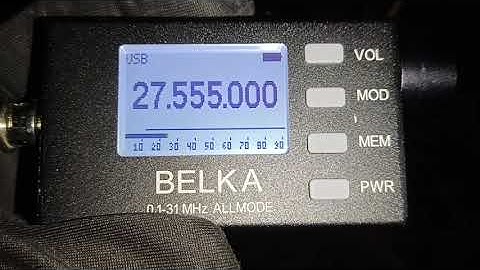 USB
VOL
27.555.000
MOD
10 20 30 40 50 60 70 80 90
MEM
BELKA
PWR
0.1-31 MHz ALLMODE